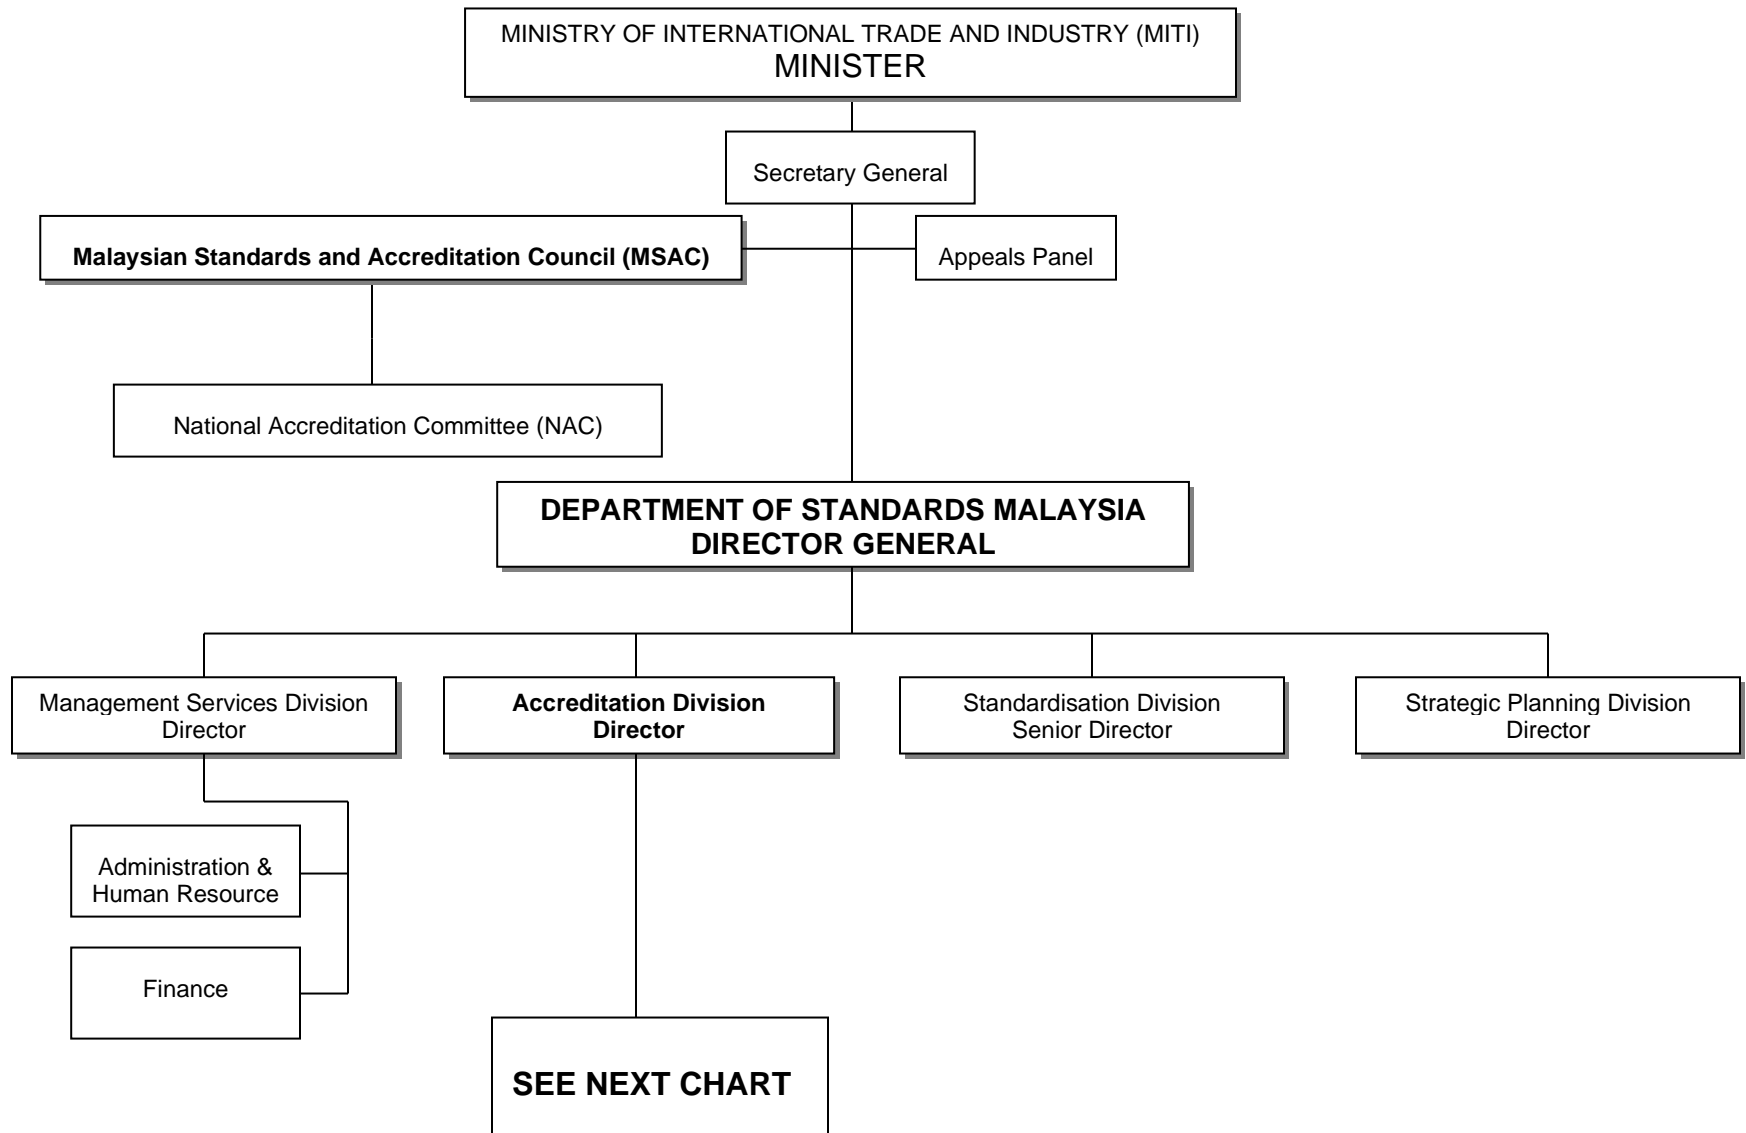 MINISTRY OF INTERNATIONAL TRADE AND INDUSTRY (MITI)
MINISTER
Secretary General
Malaysian Standards and Accreditation Council (MSAC)
Appeals Panel
National Accreditation Committee (NAC)
DEPARTMENT OF STANDARDS MALAYSIA
DIRECTOR GENERAL
Management Services Division
Director
Accreditation Division
Director
Standardisation Division
Senior Director
Strategic Planning Division
Director
Administration &
Human Resource
Finance
SEE NEXT CHART